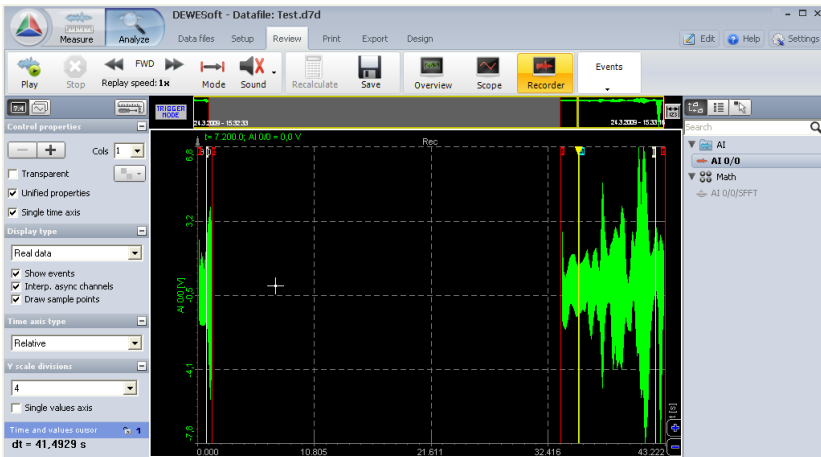 DEWESoft - Datafile: Test.d7d
Measure Analyze Data files Setup Review Print Export Design Edit Help Settings
Play Stop FWD Replay speed: 1x Mode Sound Recalculate Save Overview Scope Recorder Events
TRIGGER MODE
24.3.2009 - 15:32:33
24.3.2009 - 15:33:16
Control properties
Cols 1
Transparent
Unified properties
Single time axis
Display type
Real data
Show events
Interp. async channels
Draw sample points
Time axis type
Relative
Y scale divisions
4
Single values axis
Time and values cursor 1
dt = 41,4929 s
t= 7.200.0; AI 0/0 = 0,0 V
Rec
6,8
3,2
AI 0/0 [V]
-0,5
-4,1
-7,8
0.000 10.805 21.611 32.416 43.222
t [s]
Search
AI
AI 0/0
Math
AI 0/0/SFFT